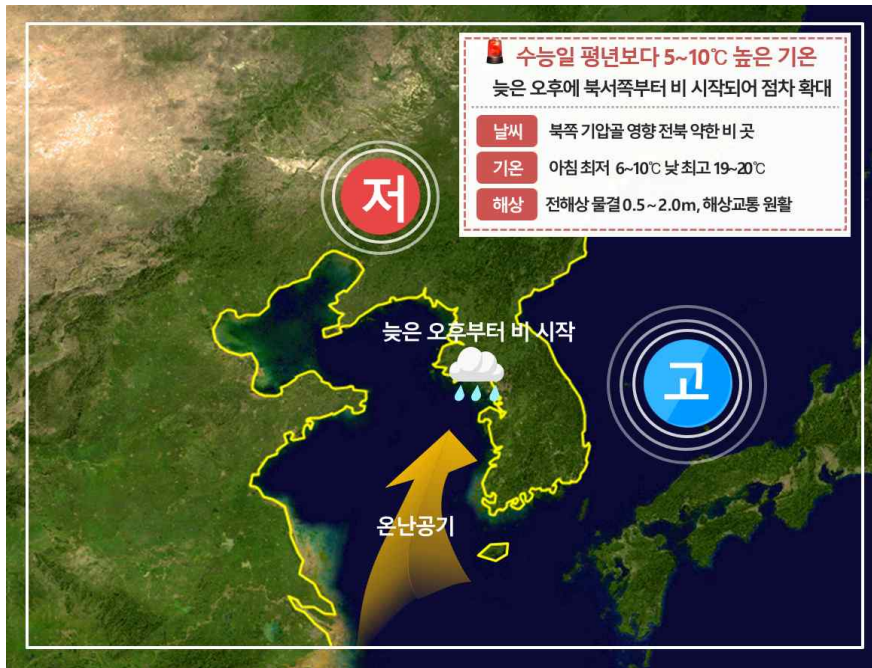 수능일 평년보다 5~10℃ 높은 기온
늦은 오후에 북서쪽부터 비 시작되어 점차 확대
날씨 북쪽 기압골 영향 전북 약한 비 곳
기온 아침 최저 6~10℃ 낮 최고 19~20℃
해상 전해상 물결 0.5~2.0m, 해상교통 원활
저
늦은 오후부터 비 시작
고
온난공기